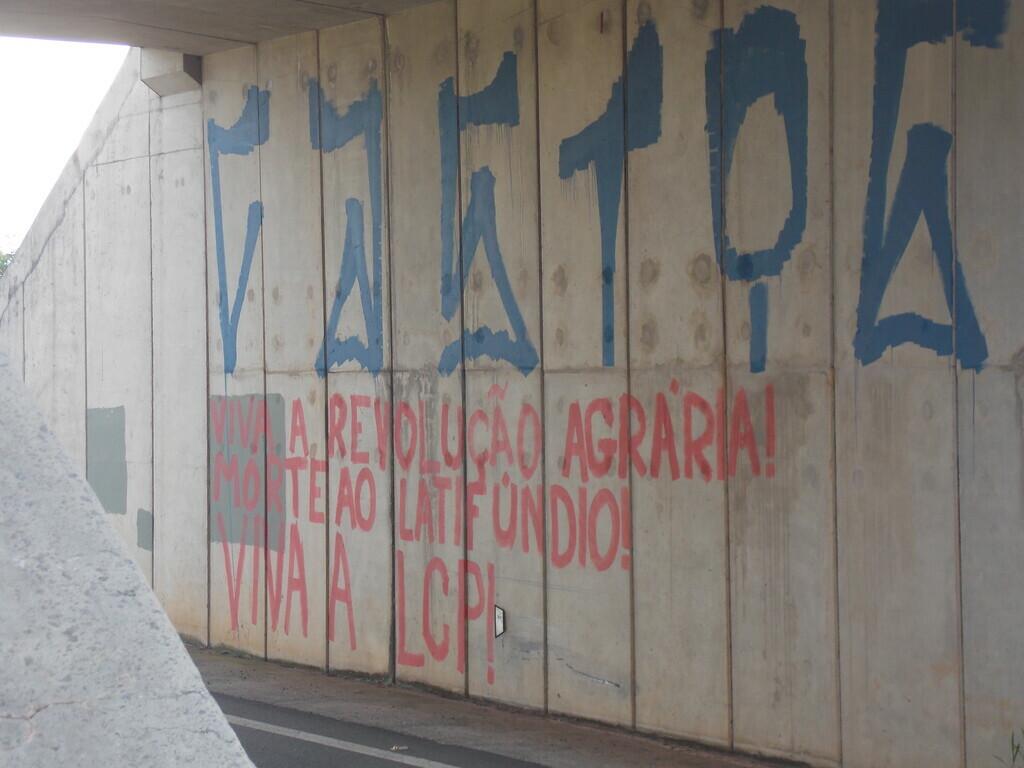 VIVA A REVOLUÇÃO AGRÁRIA!
MORTE AO LATIFÚNDIO!
VIVA A LCP!